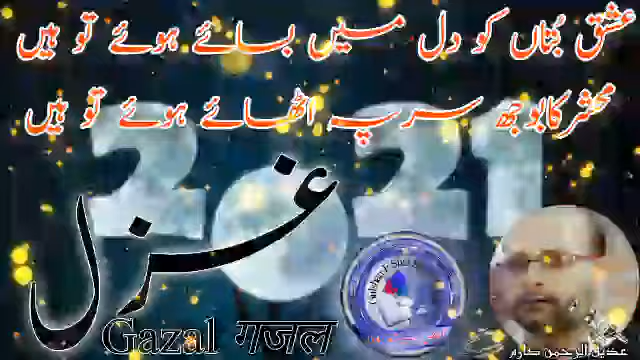 عشق بُتاں کو دل میں بسائے ہوئے تو ہیں
محشر کا بوجھ سر پہ اٹھائے ہوئے تو ہیں
2021
غزل
Gazal गजल